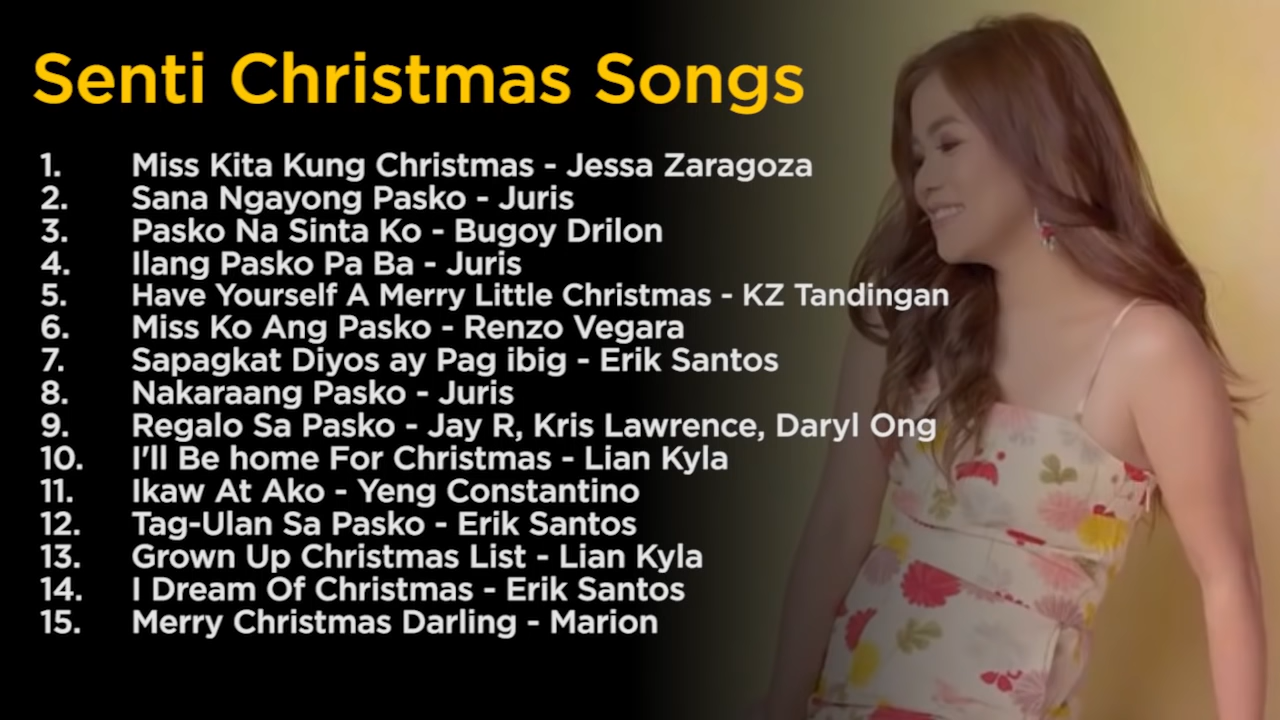 Senti Christmas Songs
1. Miss Kita Kung Christmas - Jessa Zaragoza
2. Sana Ngayong Pasko - Juris
3. Pasko Na Sinta Ko - Bugoy Drilon
4. Ilang Pasko Pa Ba - Juris
5. Have Yourself A Merry Little Christmas - KZ Tandingan
6. Miss Ko Ang Pasko - Renzo Vegara
7. Sapagkat Diyos ay Pag ibig - Erik Santos
8. Nakaraang Pasko - Juris
9. Regalo Sa Pasko - Jay R, Kris Lawrence, Daryl Ong
10. I'll Be home For Christmas - Lian Kyla
11. Ikaw At Ako - Yeng Constantino
12. Tag-Ulan Sa Pasko - Erik Santos
13. Grown Up Christmas List - Lian Kyla
14. I Dream Of Christmas - Erik Santos
15. Merry Christmas Darling - Marion